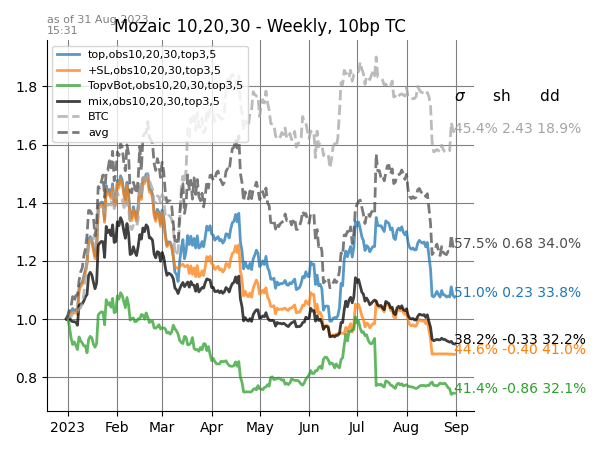 as of 31 Aug 2023
15:31
Mozaic 10,20,30 - Weekly, 10bp TC
top,obs10,20,30,top3,5
+SL,obs10,20,30,top3,5
TopvBot,obs10,20,30,top3,5
mix,obs10,20,30,top3,5
BTC
avg
σ sh dd
45.4% 2.43 18.9%
57.5% 0.68 34.0%
51.0% 0.23 33.8%
38.2% -0.33 32.2%
44.6% -0.40 41.0%
41.4% -0.86 32.1%
1.8
1.6
1.4
1.2
1.0
0.8
2023 Feb Mar Apr May Jun Jul Aug Sep